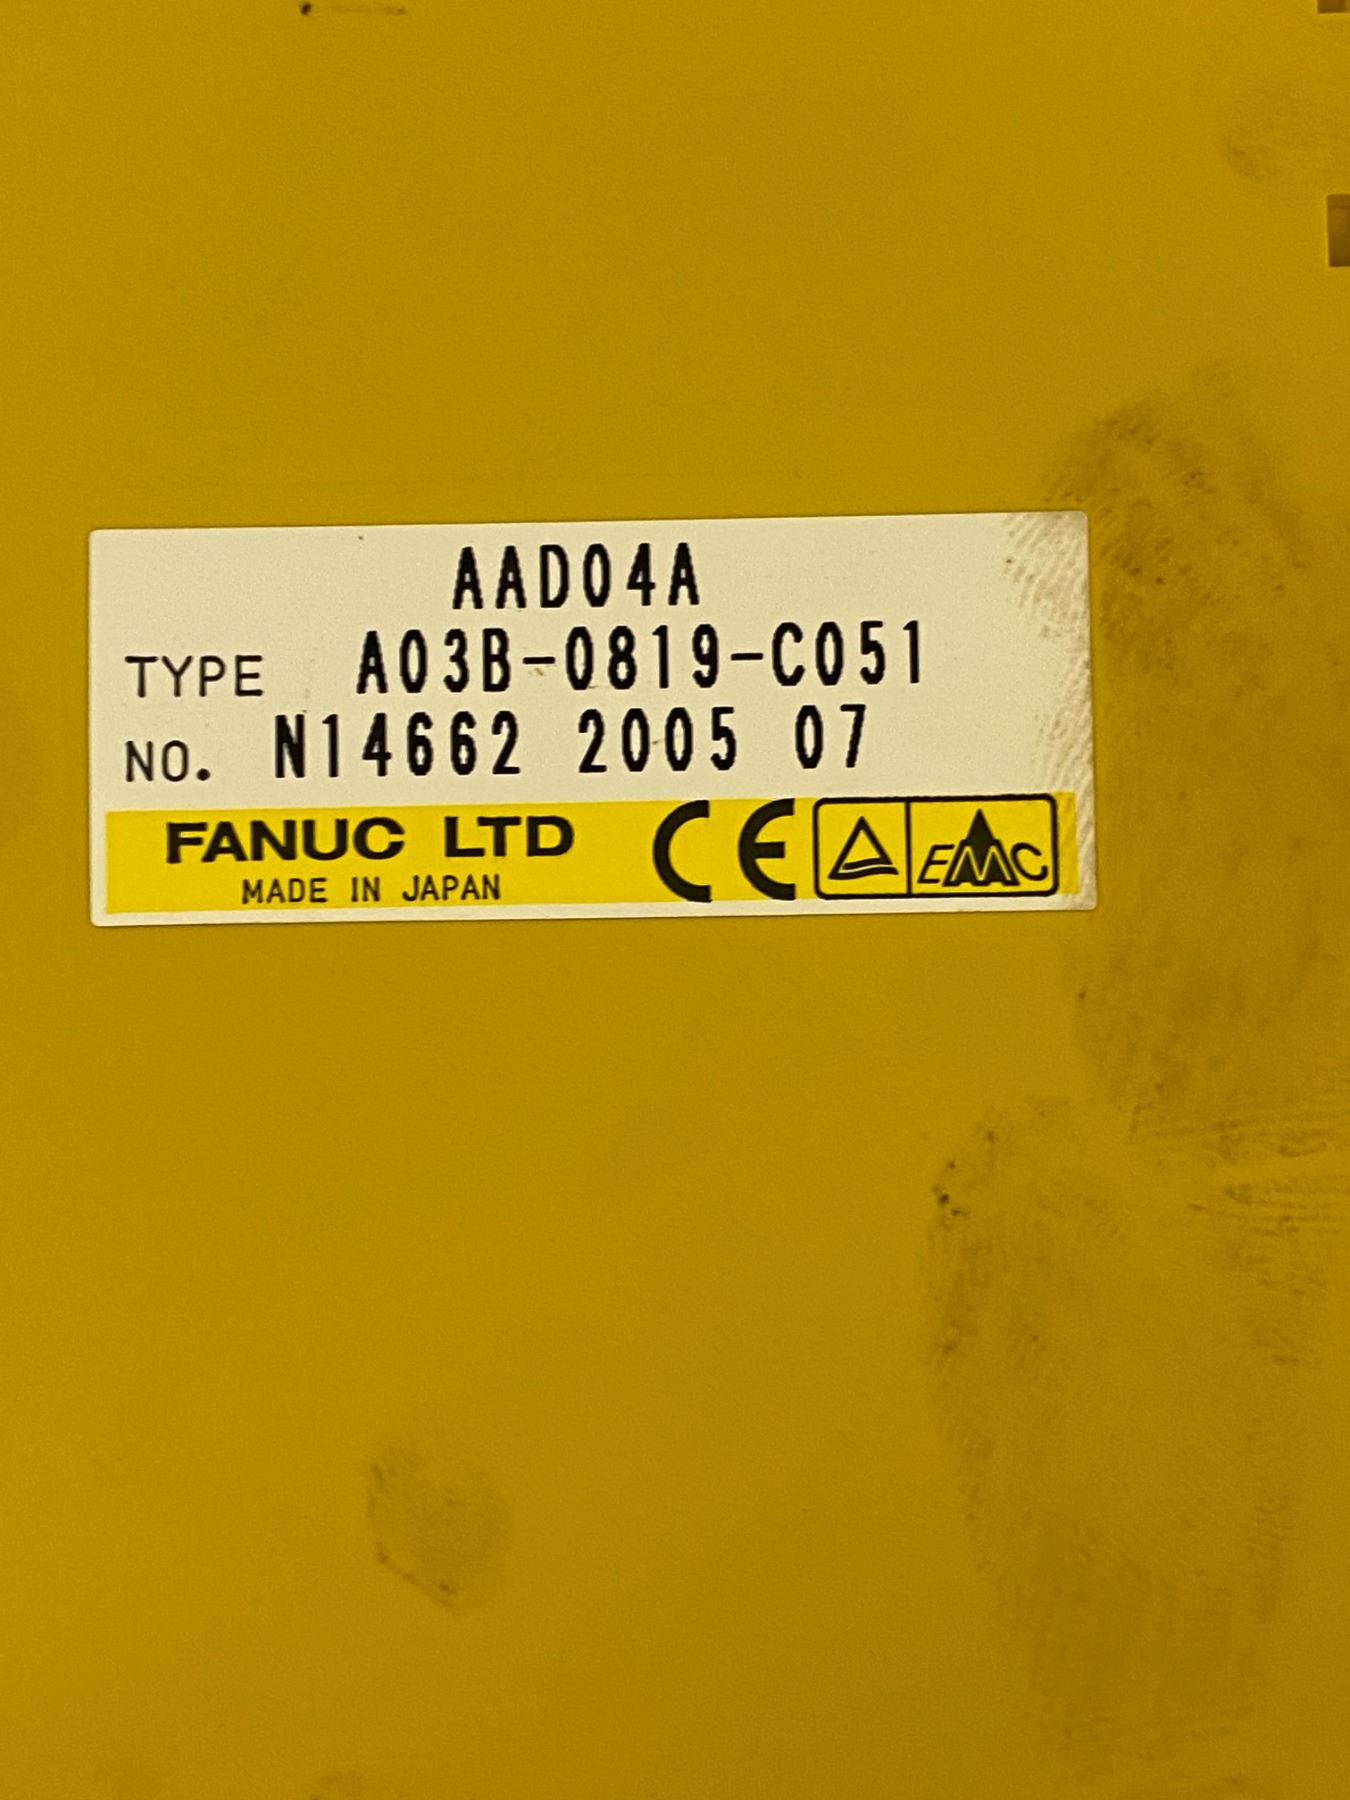 AAD04A
TYPE A03B-0819-C051
NO. N14662 2005 07
FANUC LTD CE EMC
MADE IN JAPAN